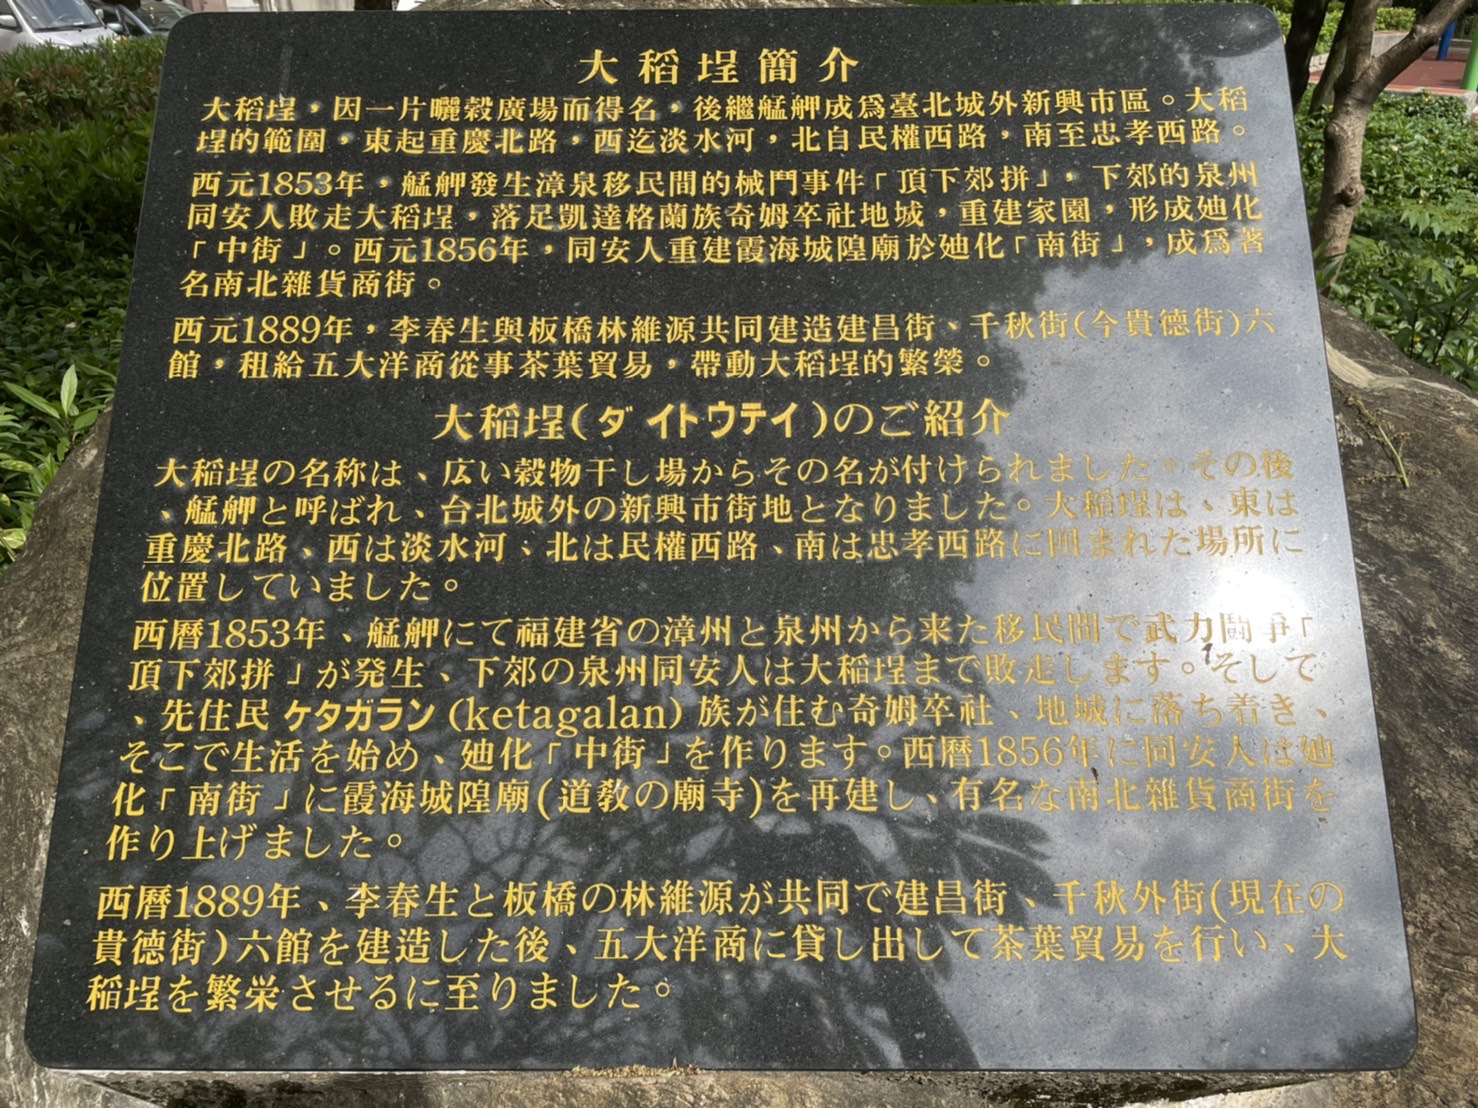 大稻埕簡介
大稻埕，因一片曬穀廣場而得名，後繼艋舺成爲臺北城外新興市區。大稻
埕的範圍，東起重慶北路，西迄淡水河，北自民權西路，南至忠孝西路。
西元1853年，艋舺發生漳泉移民間的械鬥事件「頂下郊拼」，下郊的泉州
同安人敗走大稻埕，落足凱達格蘭族奇姆卒社地域，重建家園，形成廸化
「中街」。西元1856年，同安人重建霞海城隍廟於廸化「南街」，成爲著
名南北雜貨商街。
西元1889年，李春生與板橋林維源共同建造建昌街、千秋街(今貴德街)六
館，租給五大洋商從事茶葉貿易，帶動大稻埕的繁榮。
大稻埕(ダイトウテイ)のご紹介
大稻埕の名称は、広い穀物干し場からその名が付けられました。その後
、艋舺と呼ばれ、台北城外の新興市街地となりました。大稻埕は、東は
重慶北路、西は淡水河、北は民權西路、南は忠孝西路に囲まれた場所に
位置していました。
西暦1853年、艋舺にて福建省の漳州と泉州から来た移民間で武力闘争「
頂下郊拼」が発生、下郊の泉州同安人は大稻埕まで敗走します。そして
、先住民ケタガラン(ketagalan)族が住む奇姆卒社、地域に落ち着き、
そこで生活を始め、廸化「中街」を作ります。西暦1856年に同安人は廸
化「南街」に霞海城隍廟(道教の廟寺)を再建し、有名な南北雜貨商街を
作り上げました。
西暦1889年、李春生と板橋の林維源が共同で建昌街、千秋外街(現在の
貴徳街)六館を建造した後、五大洋商に貸し出して茶葉貿易を行い、大
稲埕を繁栄させるに至りました。